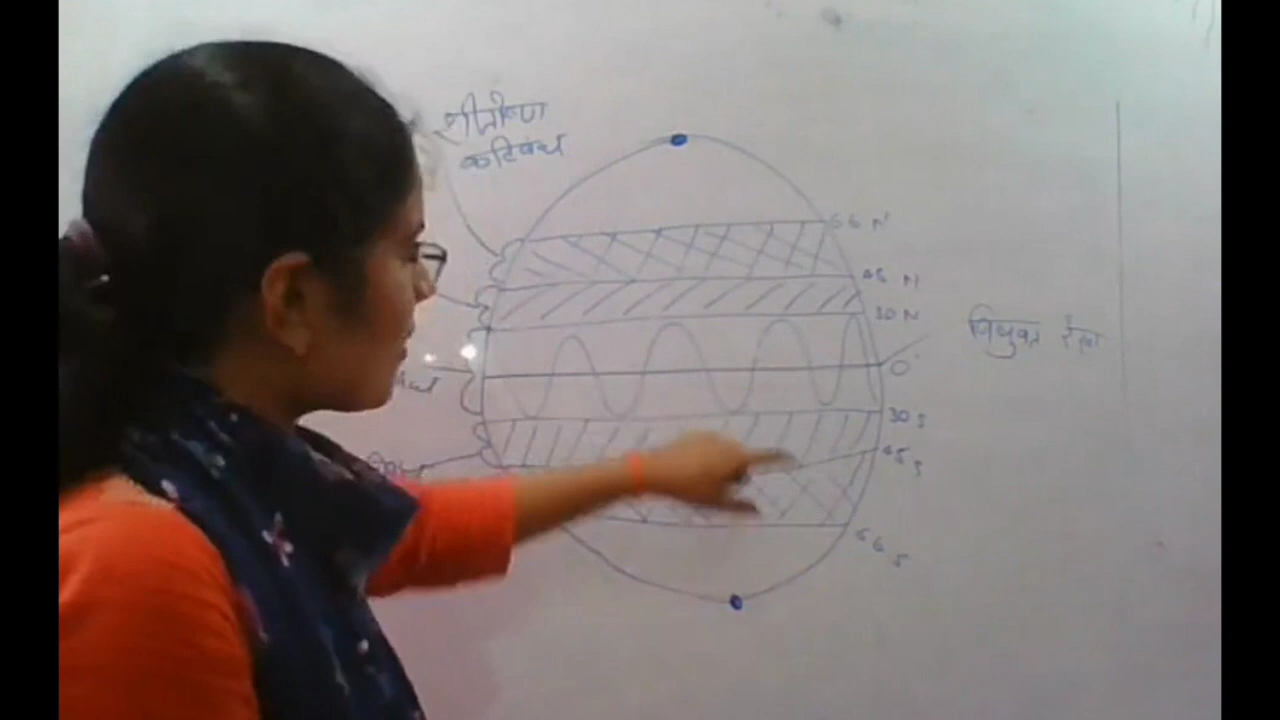 शीतोष्ण
कटिबंध
66 N
45 N
30 N
विषुवत रेखा
0°
30 S
45 S
66 S